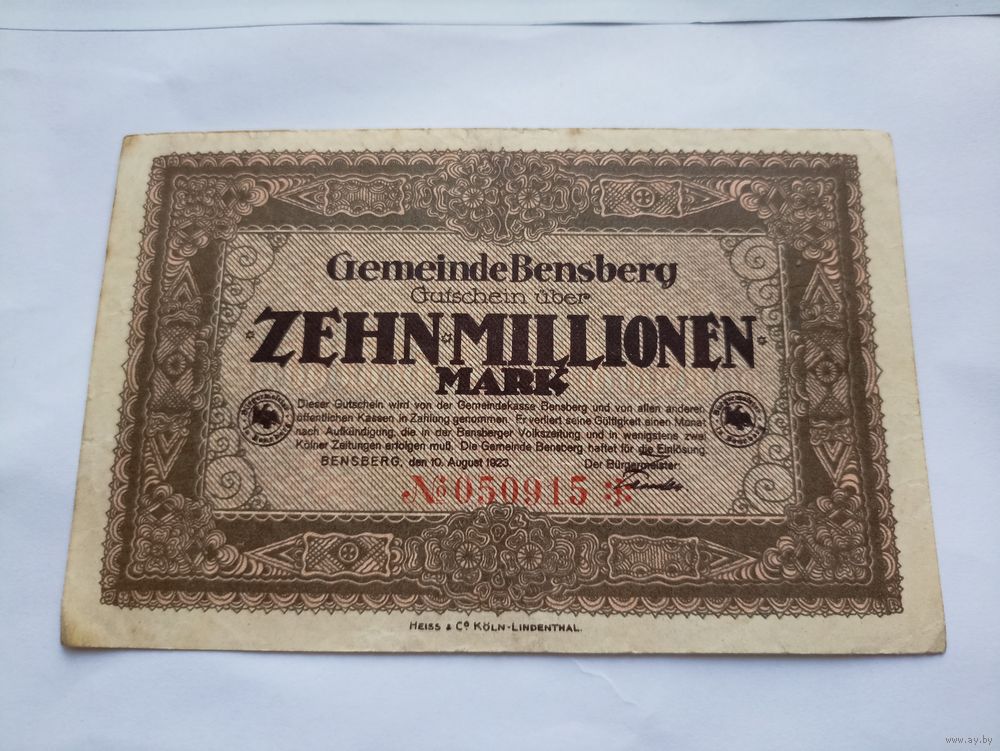 Gemeinde Bensberg
Gutschein über
ZEHN MILLIONEN
MARK
Dieser Gutschein wird von der Gemeindekasse Bensberg und von allen anderen
öffentlichen Kassen in Zahlung genommen. Er verliert seine Gültigkeit einen Monat
nach Aufkündigung, die in der Bensberger Volkszeitung und in wenigstens zwei
Kölner Zeitungen erfolgen muß. Die Gemeinde Bensberg haftet für die Einlösung.
BENSBERG, den 10. August 1923. Der Bürgermeister:
№ 050915 *
HEISS & Co KÖLN-LINDENTHAL.
www.ay.by